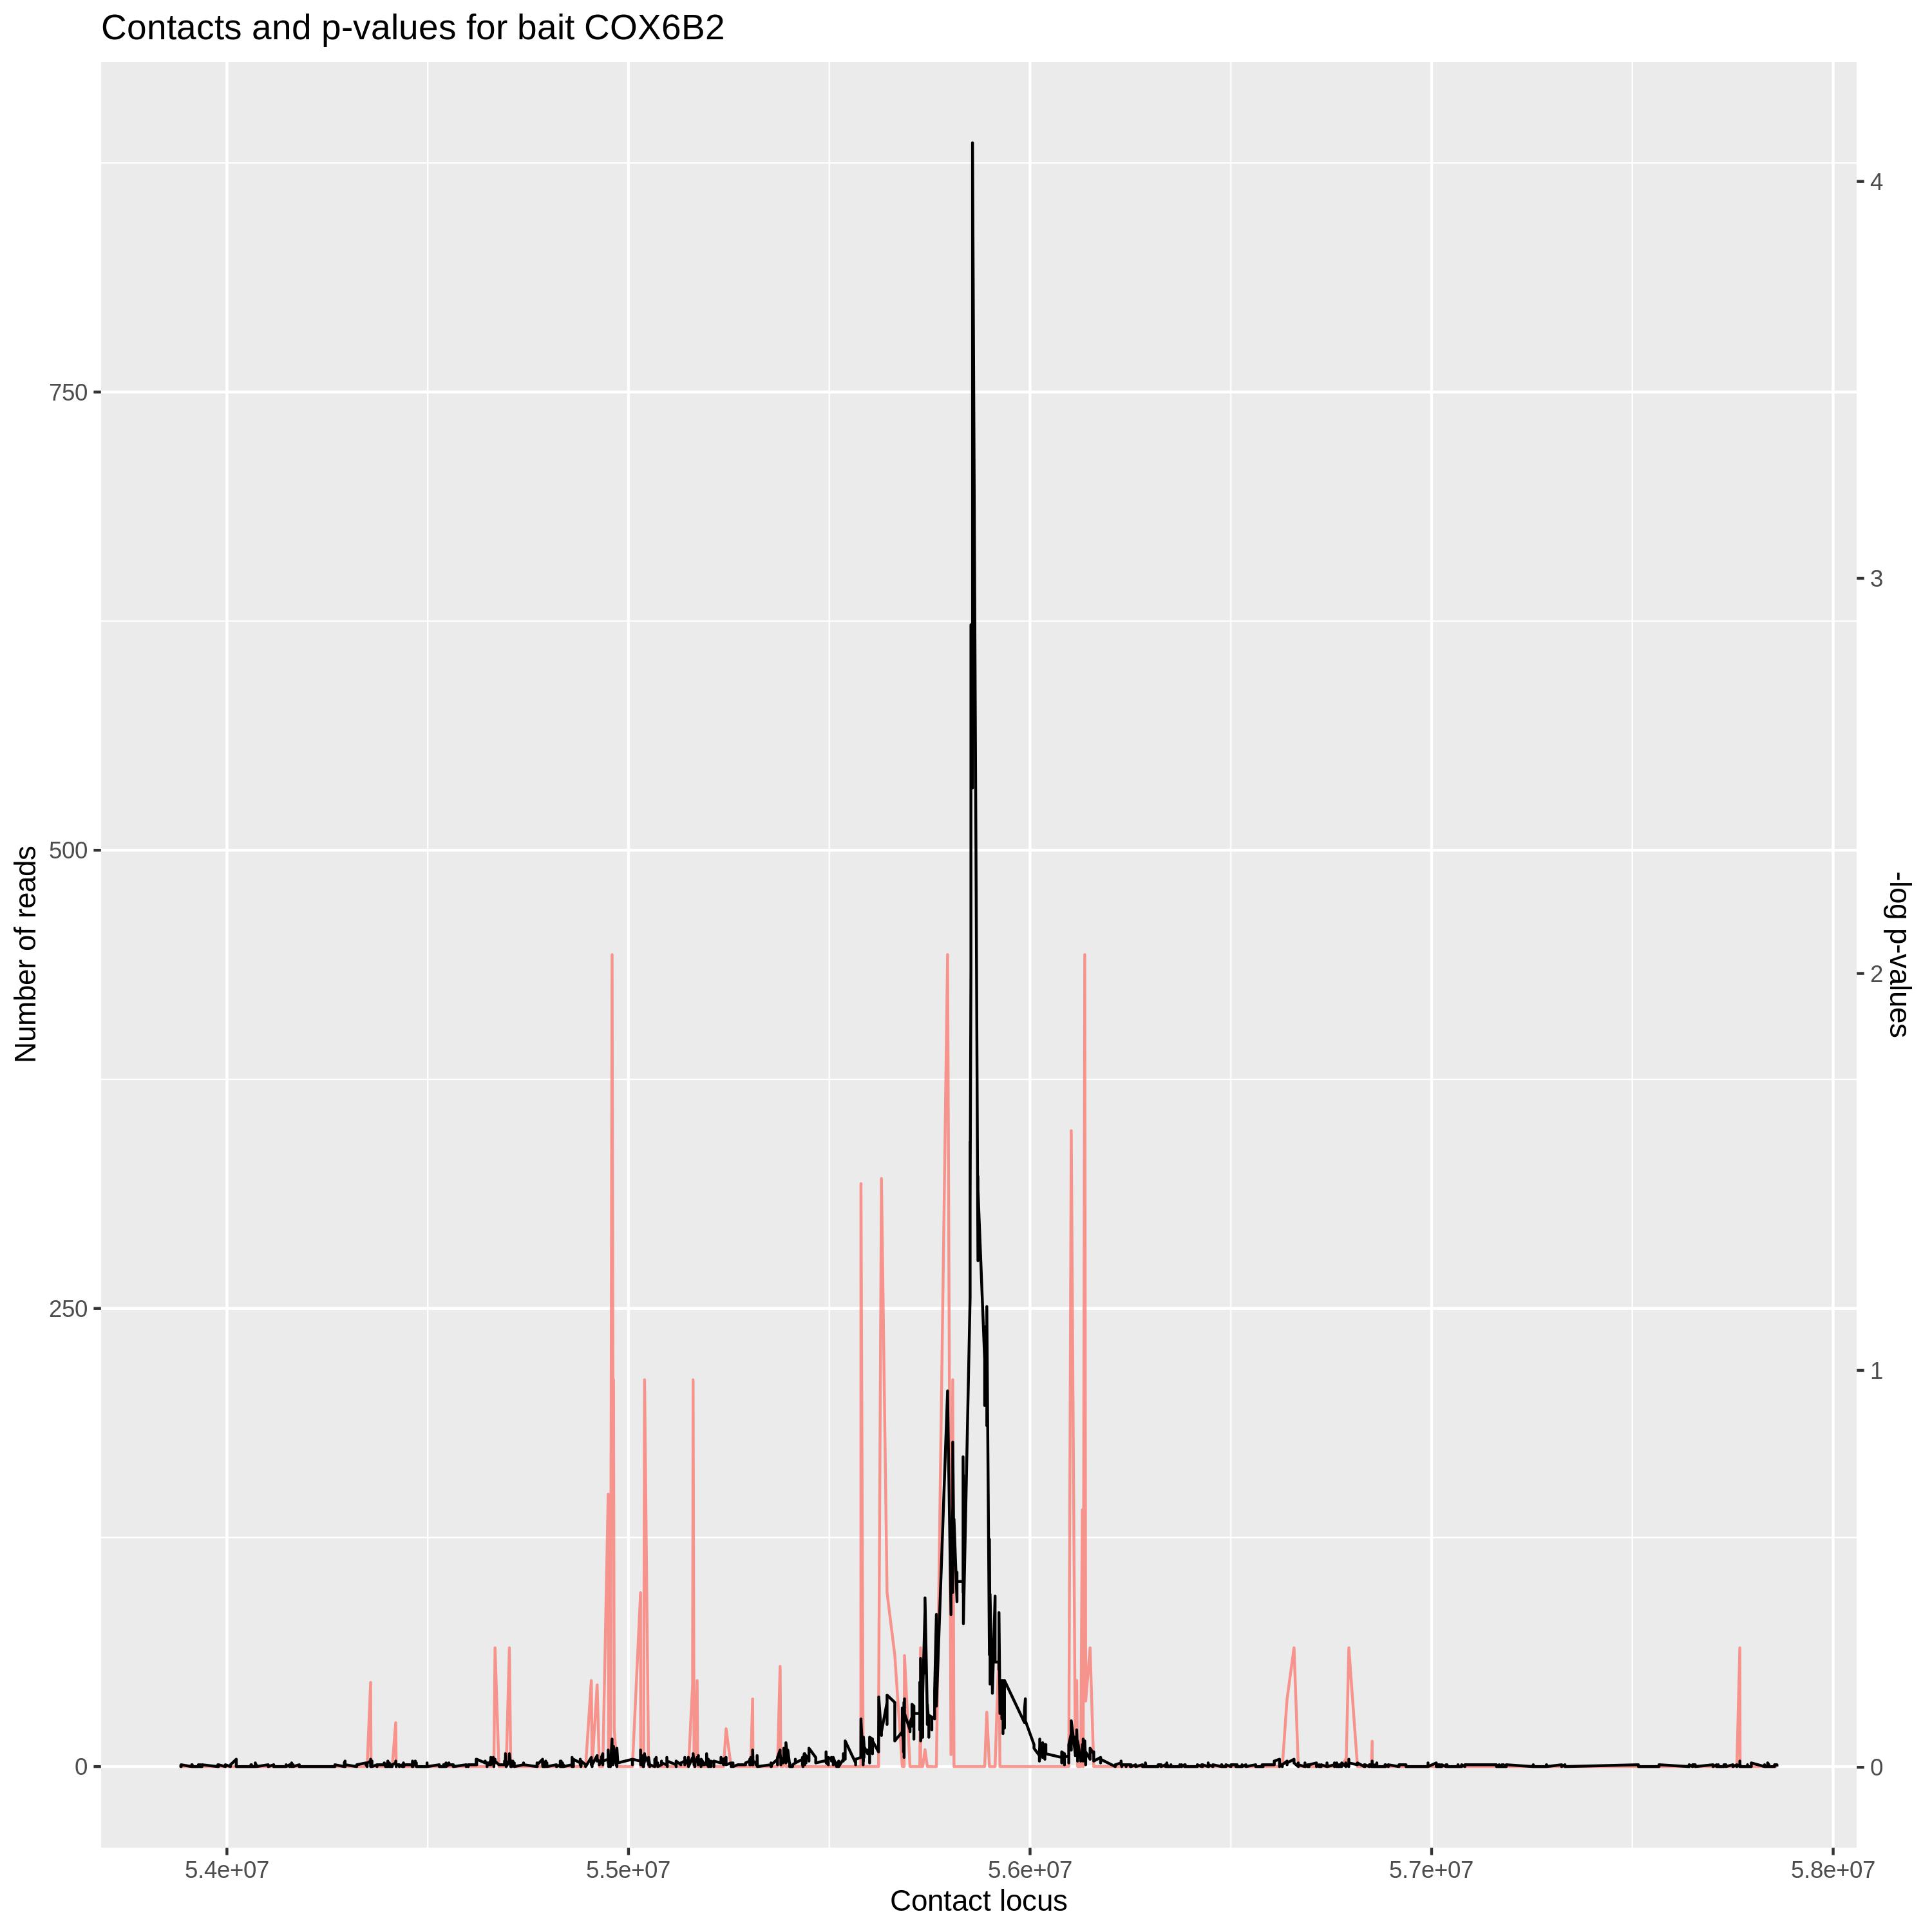 Contacts and p-values for bait COX6B2
Number of reads
750
500
250
0
4
3
2
1
0
-log p-values
5.4e+07
5.5e+07
5.6e+07
5.7e+07
5.8e+07
Contact locus